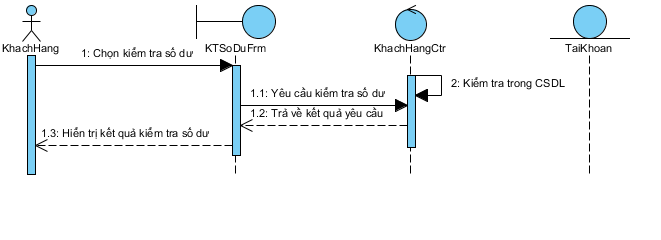 KhachHang
KTSoDuFrm
KhachHangCtr
TaiKhoan
1: Chọn kiểm tra số dư
2: Kiểm tra trong CSDL
1.1: Yêu cầu kiểm tra số dư
1.2: Trả về kết quả yêu cầu
1.3: Hiển trị kết quả kiểm tra số dư